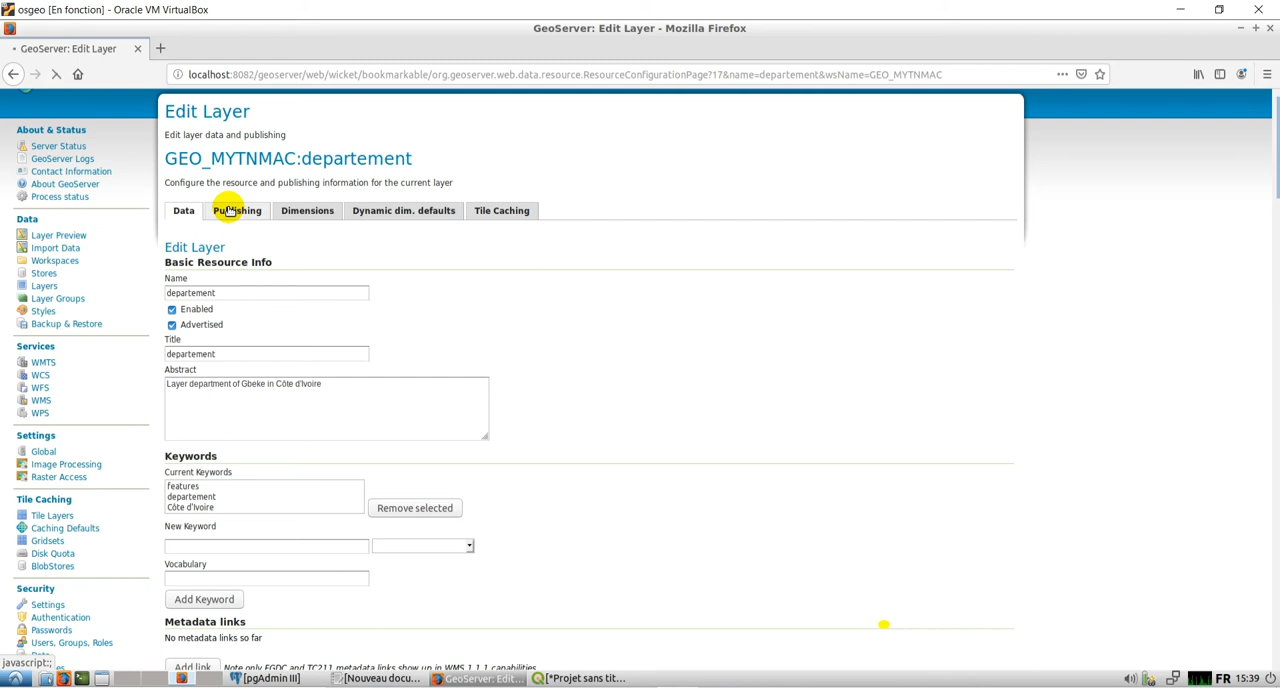 osgeo [En fonction] - Oracle VM VirtualBox
GeoServer: Edit Layer - Mozilla Firefox
GeoServer: Edit Layer
localhost:8082/geoserver/web/wicket/bookmarkable/org.geoserver.web.data.resource.ResourceConfigurationPage?17&name=departement&wsName=GEO_MYTNMAC
About & Status
Server Status
GeoServer Logs
Contact Information
About GeoServer
Process status
Data
Layer Preview
Import Data
Workspaces
Stores
Layers
Layer Groups
Styles
Backup & Restore
Services
WMTS
WCS
WFS
WMS
WPS
Settings
Global
Image Processing
Raster Access
Tile Caching
Tile Layers
Caching Defaults
Gridsets
Disk Quota
BlobStores
Security
Settings
Authentication
Passwords
Users, Groups, Roles
javascript:;
Edit Layer
Edit layer data and publishing
GEO_MYTNMAC:departement
Configure the resource and publishing information for the current layer
Data Publishing Dimensions Dynamic dim. defaults Tile Caching
Edit Layer
Basic Resource Info
Name
departement
Enabled
Advertised
Title
departement
Abstract
Layer department of Gbeke in Côte d'Ivoire
Keywords
Current Keywords
features
departement
Côte d'Ivoire
Remove selected
New Keyword
Vocabulary
Add Keyword
Metadata links
No metadata links so far
Add link Note only FGDC and TC211 metadata links show up in WMS 1.1.1 capabilities
[pgAdmin III] [Nouveau docu... GeoServer: Edit... [*Projet sans tit... FR 15:39